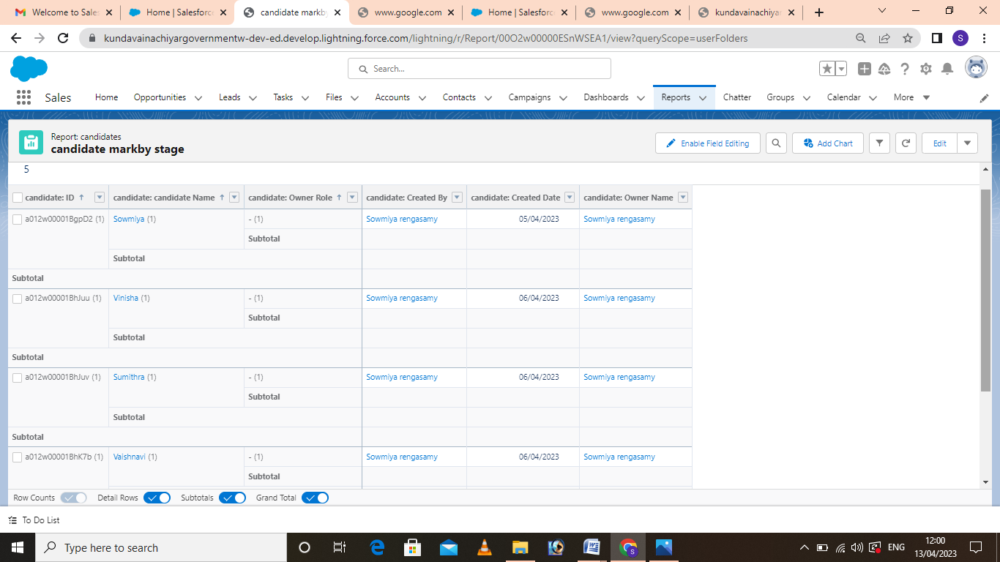 Welcome to Sales
Home | Salesforc
candidate markby
www.google.com
Home | Salesforc
www.google.com
kundavainachiyar
kundavainachiyargovernmentw-dev-ed.develop.lightning.force.com/lightning/r/Report/00O2w00000ESnWSEA1/view?queryScope=userFolders
S
Search...
Sales Home Opportunities Leads Tasks Files Accounts Contacts Campaigns Dashboards Reports Chatter Groups Calendar More
Report: candidates
candidate markby stage
Enable Field Editing Add Chart Edit
5
candidate: ID candidate: candidate Name candidate: Owner Role candidate: Created By candidate: Created Date candidate: Owner Name
a012w00001BgpD2 (1) Sowmiya (1) - (1) Sowmiya rengasamy 05/04/2023 Sowmiya rengasamy
Subtotal
Subtotal
Subtotal
a012w00001BhJuu (1) Vinisha (1) - (1) Sowmiya rengasamy 06/04/2023 Sowmiya rengasamy
Subtotal
Subtotal
Subtotal
a012w00001BhJuv (1) Sumithra (1) - (1) Sowmiya rengasamy 06/04/2023 Sowmiya rengasamy
Subtotal
Subtotal
Subtotal
a012w00001BhK7b (1) Vaishnavi (1) - (1) Sowmiya rengasamy 06/04/2023 Sowmiya rengasamy
Subtotal
Row Counts Detail Rows Subtotals Grand Total
To Do List
Type here to search
ENG
12:00
13/04/2023